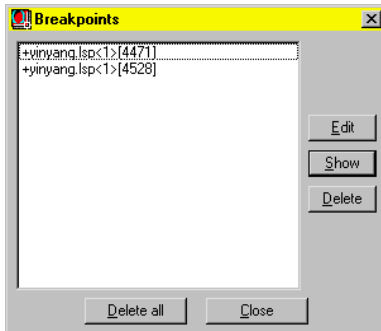 Breakpoints
+yinyang.lsp<1>[4471]
+yinyang.lsp<1>[4528]
Edit
Show
Delete
Delete all
Close